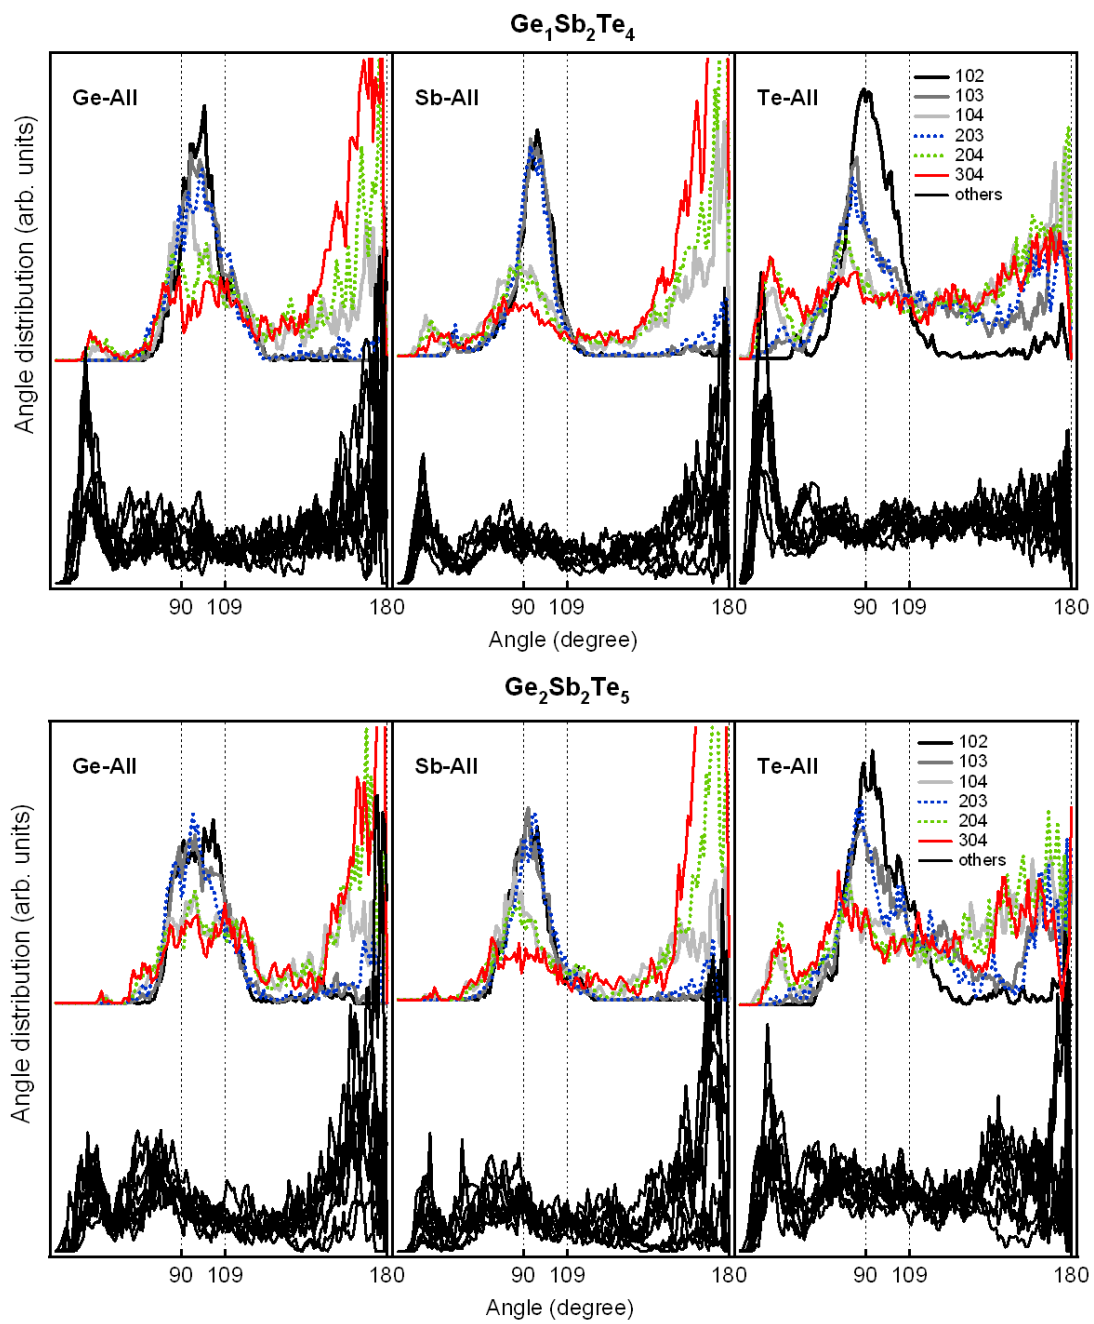 Ge₁Sb₂Te₄
Angle distribution (arb. units)
Ge-All
Sb-All
Te-All
102
103
104
203
204
304
others
90 109 180 90 109 180 90 109 180
Angle (degree)
Ge₂Sb₂Te₅
Angle distribution (arb. units)
Ge-All
Sb-All
Te-All
102
103
104
203
204
304
others
90 109 180 90 109 180 90 109 180
Angle (degree)